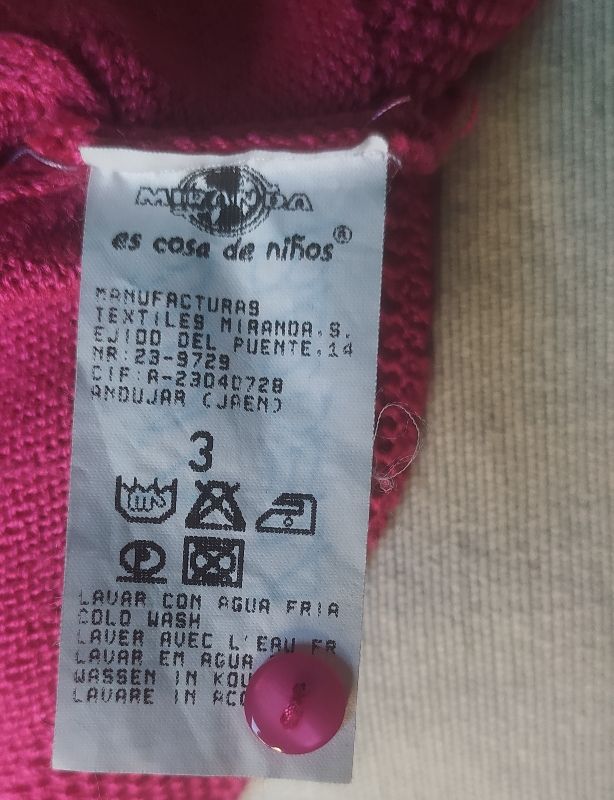 MIRANDA
es cosa de niños®
MANUFACTURAS
TEXTILES MIRANDA.S.
EJIDO DEL PUENTE.14
NR:23-9729
CIF:A-23040728
ANDUJAR (JAEN)
3
P
LAVAR CON AGUA FRIA
COLD WASH
LAVER AVEC L'EAU FR
LAVAR EM AGUA
WASSEN IN KOU
LAVARE IN ACQ